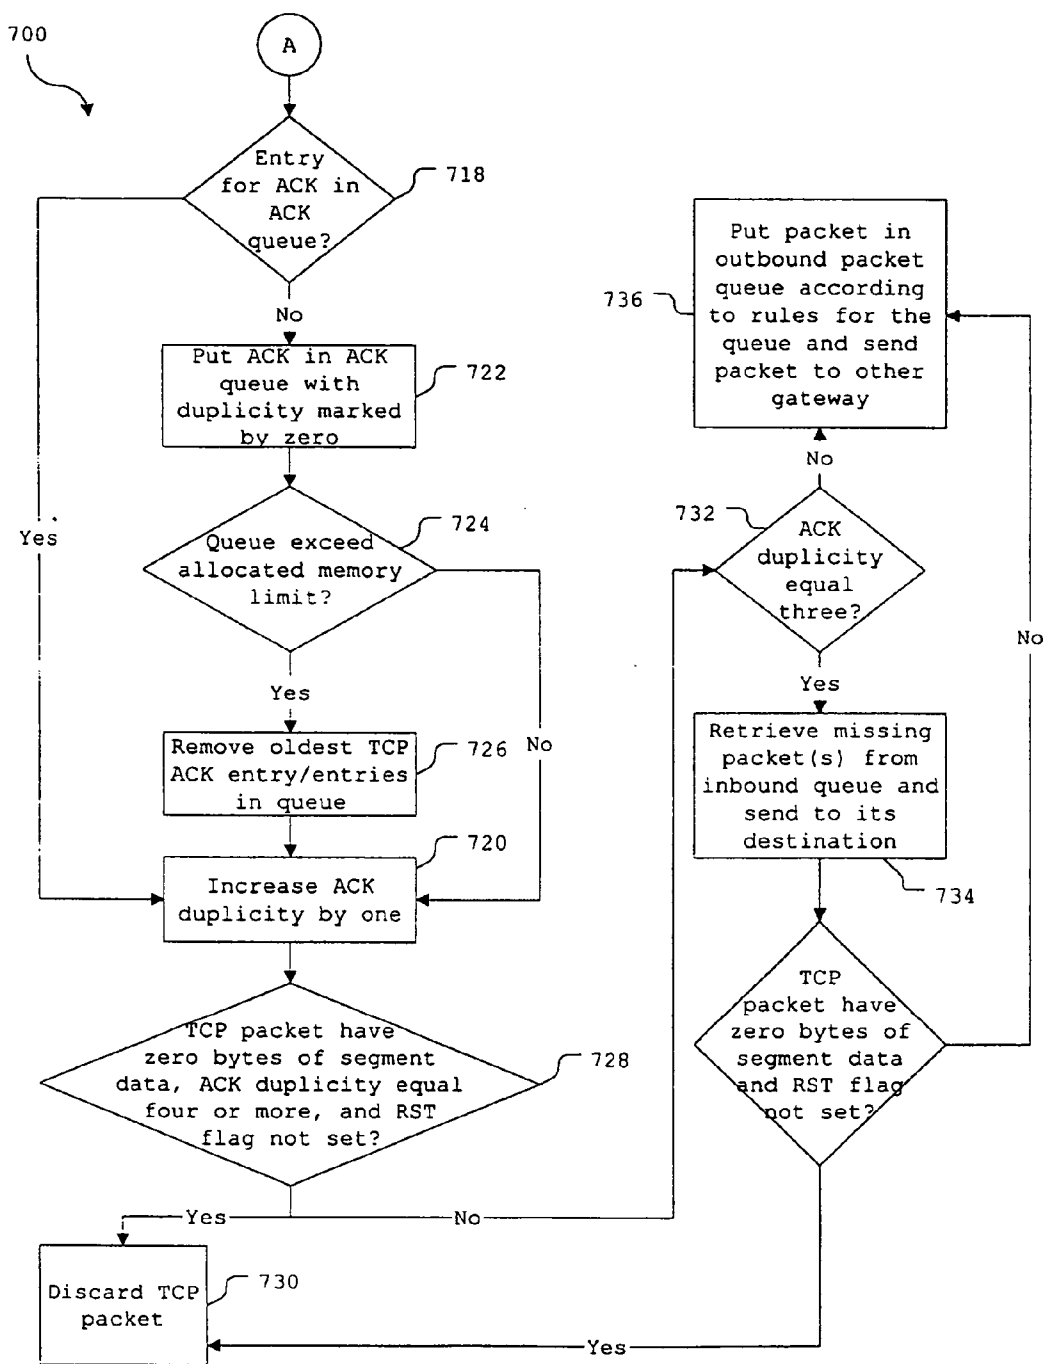 700
A
Entry
for ACK in
ACK
queue?
718
No
Put ACK in ACK
queue with
duplicity marked
by zero
722
Queue exceed
allocated memory
limit?
724
Yes
Yes
No
Remove oldest TCP
ACK entry/entries
in queue
726
Increase ACK
duplicity by one
720
TCP packet have
zero bytes of segment
data, ACK duplicity equal
four or more, and RST
flag not set?
728
Yes
No
Discard TCP
packet
730
Put packet in
outbound packet
queue according
to rules for the
queue and send
packet to other
gateway
736
No
ACK
duplicity
equal
three?
732
Yes
Retrieve missing
packet(s) from
inbound queue and
send to its
destination
734
TCP
packet have
zero bytes of
segment data
and RST flag
not set?
No
Yes